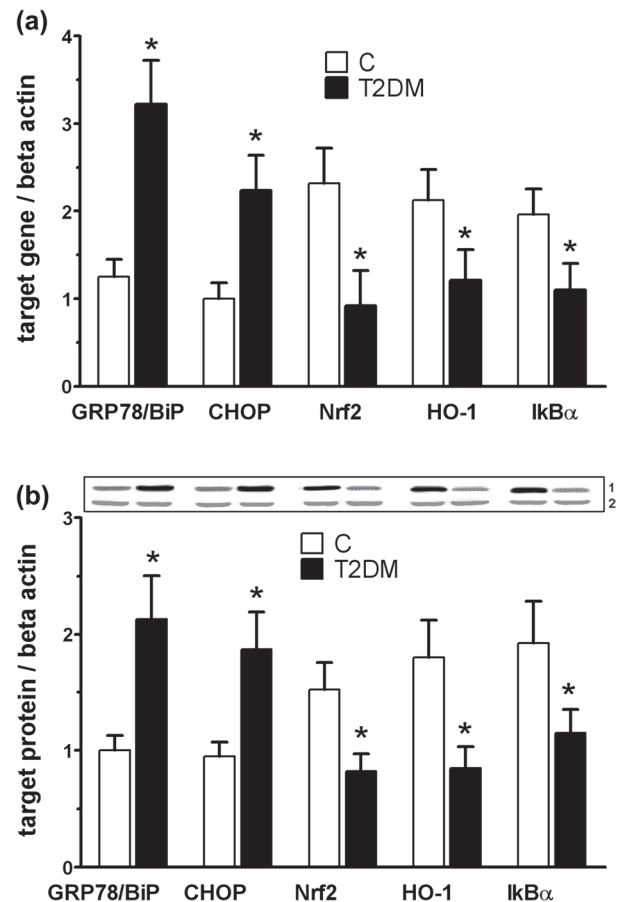 (a)
target gene / beta actin
4
3
2
1
0
C
T2DM
*
*
*
*
*
GRP78/BiP CHOP Nrf2 HO-1 IkBα
(b)
1
2
target protein / beta actin
3
2
1
0
C
T2DM
*
*
*
*
*
GRP78/BiP CHOP Nrf2 HO-1 IkBα